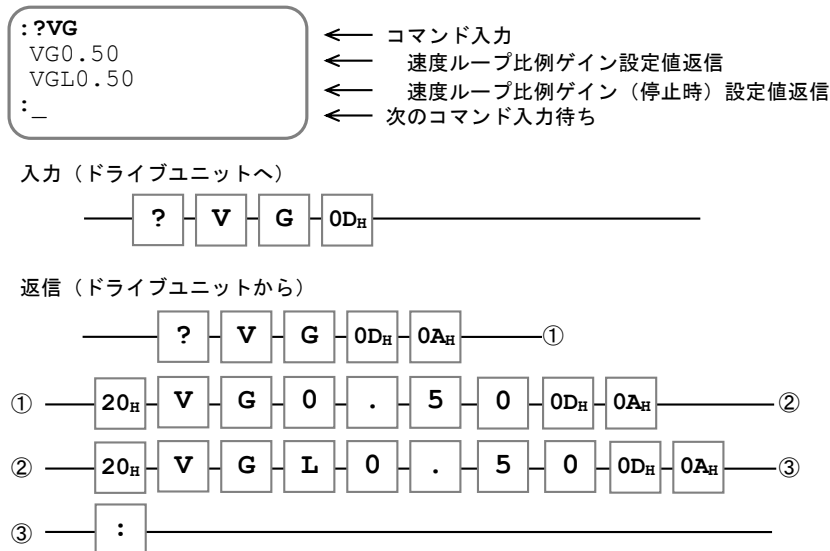 :?VG ← コマンド入力
VG0.50 ← 速度ループ比例ゲイン設定値返信
VGL0.50 ← 速度ループ比例ゲイン（停止時）設定値返信
:_ ← 次のコマンド入力待ち
入力（ドライブユニットへ）
? V G 0DH
返信（ドライブユニットから）
? V G 0DH 0AH ①
① 20H V G 0 . 5 0 0DH 0AH ②
② 20H V G L 0 . 5 0 0DH 0AH ③
③ :